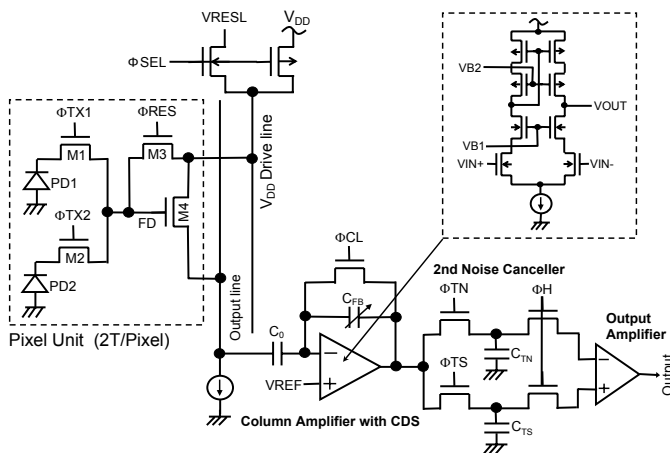 VRESL
VDD
ΦSEL
VB2
VOUT
VB1
VIN+
VIN-
ΦTX1
ΦRES
M1
M3
PD1
ΦTX2
FD
M4
M2
PD2
Pixel Unit (2T/Pixel)
Output line
VDD Drive line
ΦCL
CFB
C0
VREF
Column Amplifier with CDS
2nd Noise Canceller
ΦTN
ΦH
CTN
ΦTS
CTS
Output
Amplifier
Output